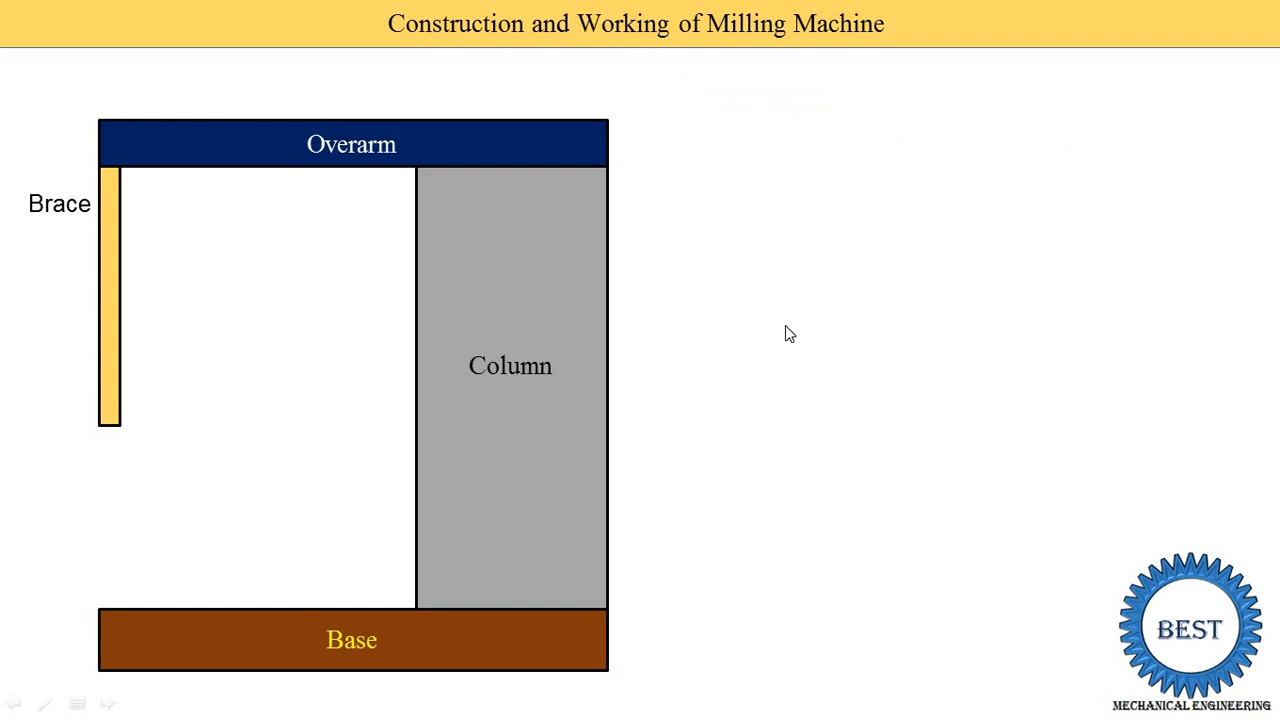 Construction and Working of Milling Machine
Overarm
Brace
Column
Base
BEST
MECHANICAL ENGINEERING